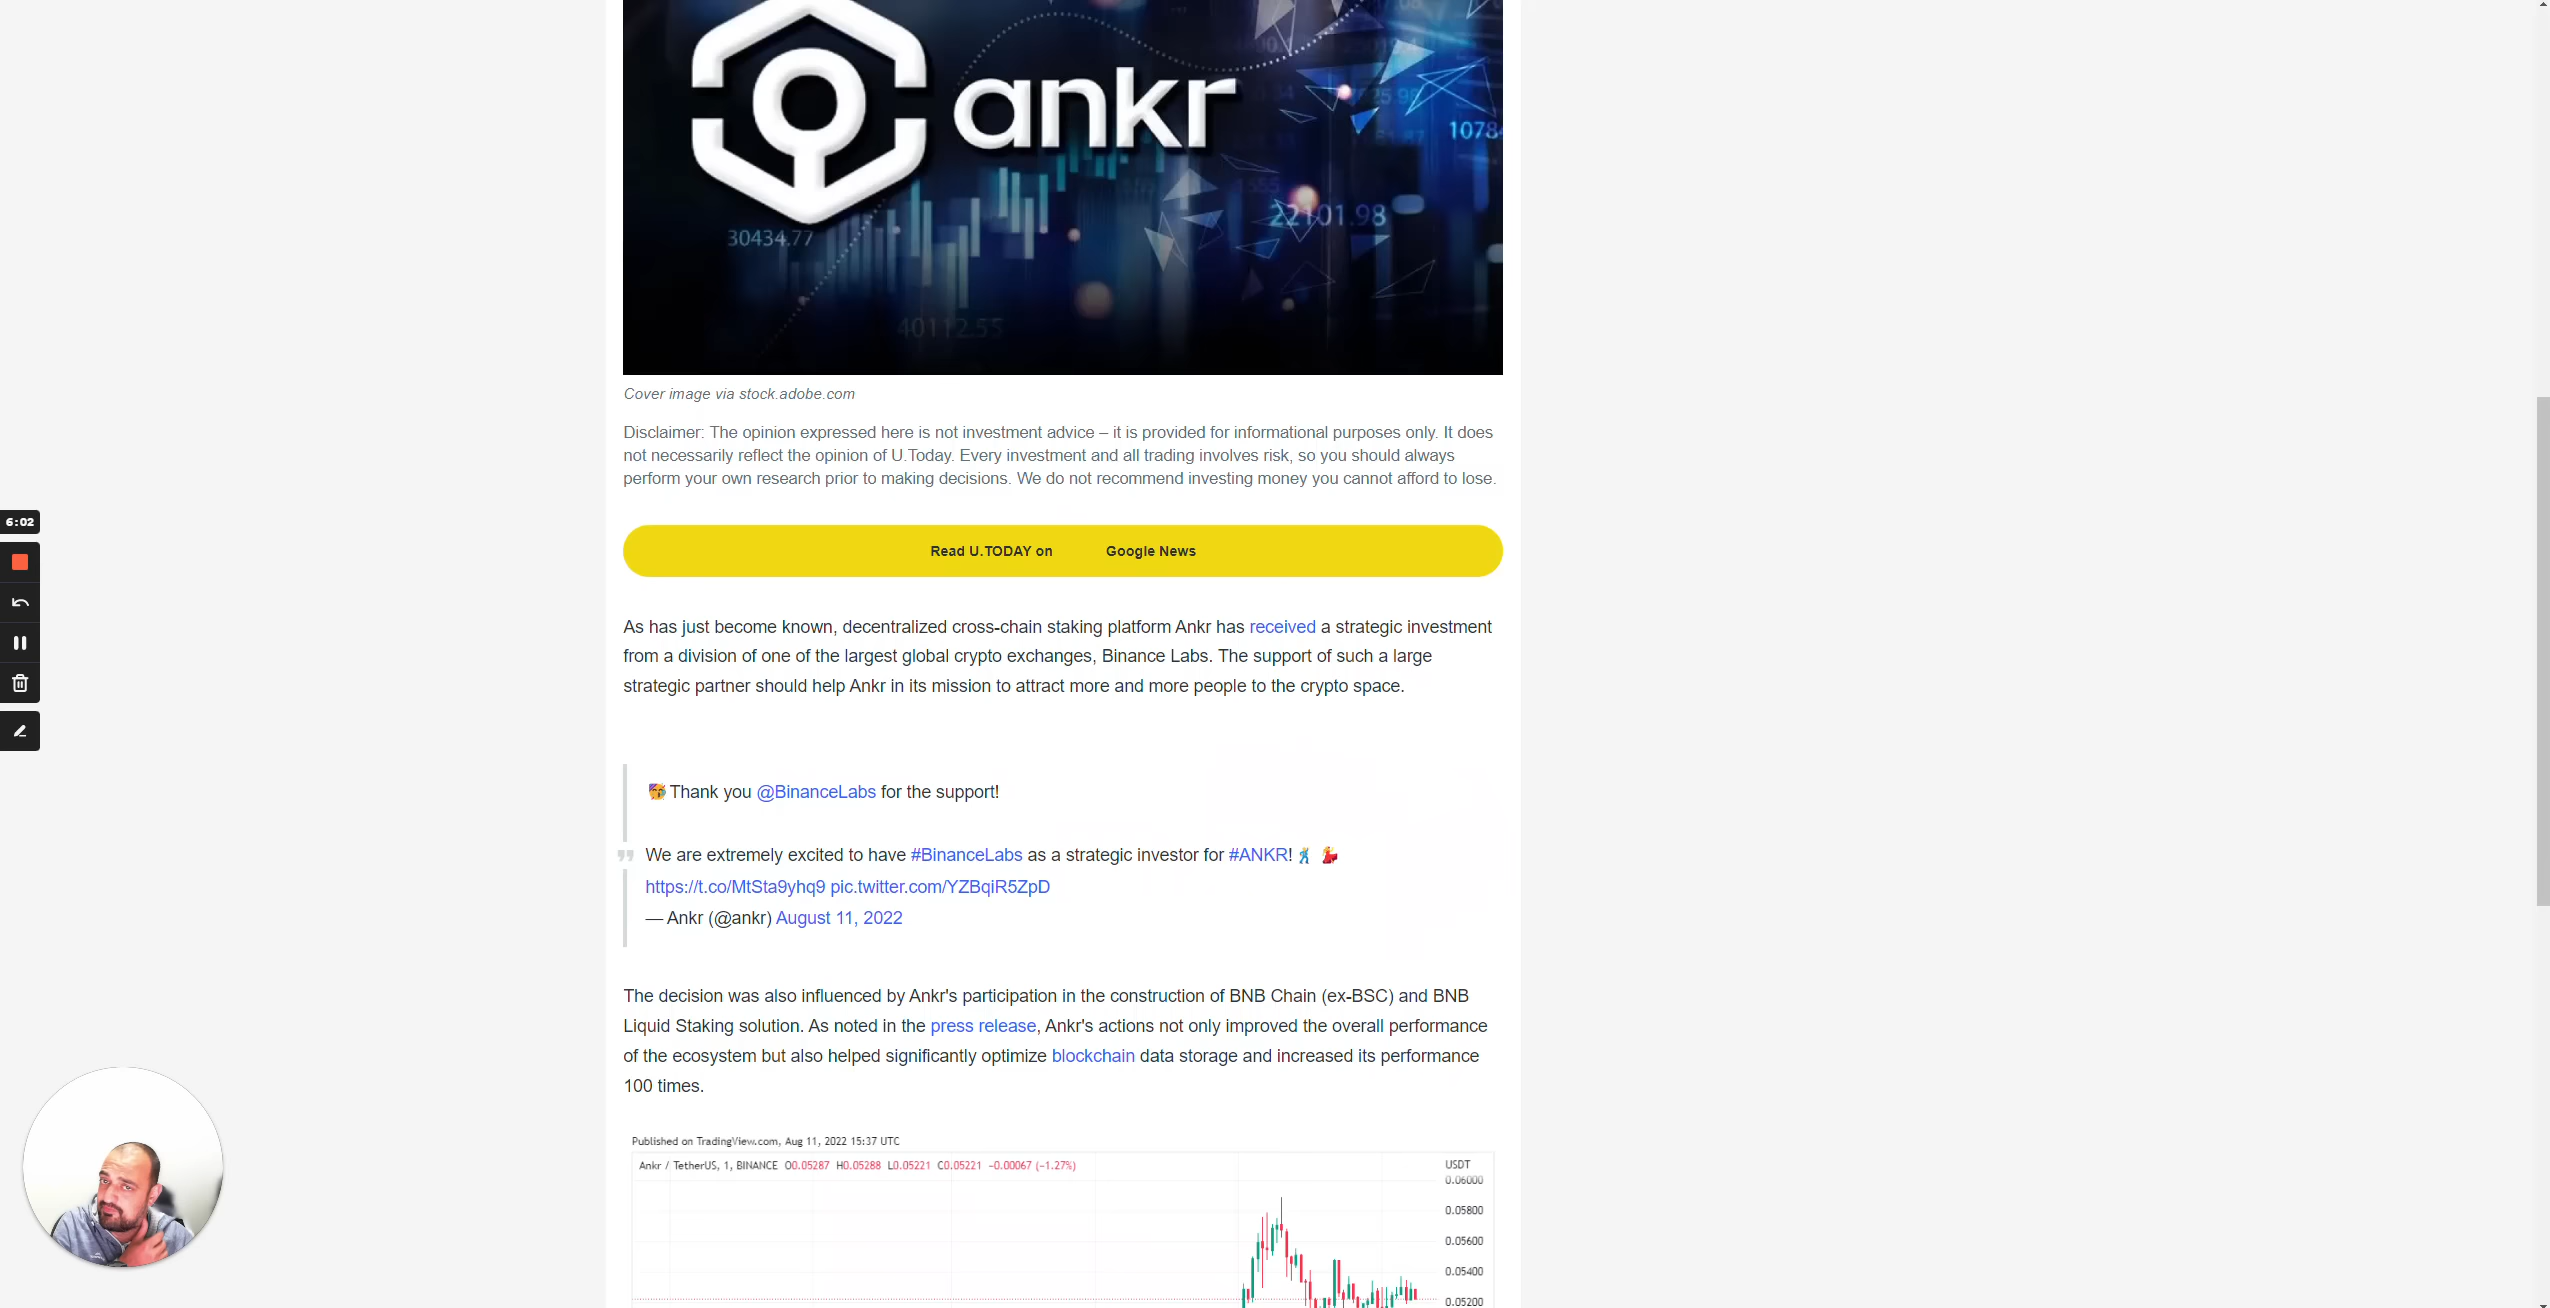 ankr
10784
22101.98
30434.77
40112.55
Cover image via stock.adobe.com
Disclaimer: The opinion expressed here is not investment advice – it is provided for informational purposes only. It does
not necessarily reflect the opinion of U.Today. Every investment and all trading involves risk, so you should always
perform your own research prior to making decisions. We do not recommend investing money you cannot afford to lose.
6:02
Read U.TODAY on Google News
As has just become known, decentralized cross-chain staking platform Ankr has received a strategic investment
from a division of one of the largest global crypto exchanges, Binance Labs. The support of such a large
strategic partner should help Ankr in its mission to attract more and more people to the crypto space.
🥳Thank you @BinanceLabs for the support!
We are extremely excited to have #BinanceLabs as a strategic investor for #ANKR!🕺 💃
https://t.co/MtSta9yhq9 pic.twitter.com/YZBqiR5ZpD
— Ankr (@ankr) August 11, 2022
The decision was also influenced by Ankr's participation in the construction of BNB Chain (ex-BSC) and BNB
Liquid Staking solution. As noted in the press release, Ankr's actions not only improved the overall performance
of the ecosystem but also helped significantly optimize blockchain data storage and increased its performance
100 times.
Published on TradingView.com, Aug 11, 2022 15:37 UTC
Ankr / TetherUS, 1, BINANCE O0.05287 H0.05288 L0.05221 C0.05221 −0.00067 (−1.27%)
USDT
0.06000
0.05800
0.05600
0.05400
0.05200